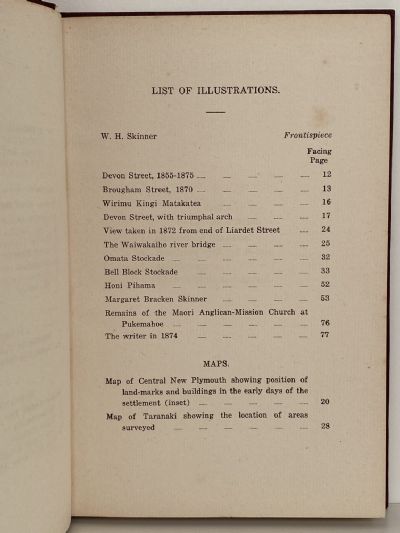 LIST OF ILLUSTRATIONS.
W. H. Skinner Frontispiece
Facing
Page
Devon Street, 1855-1875 12
Brougham Street, 1870 13
Wirimu Kingi Matakatea 16
Devon Street, with triumphal arch 17
View taken in 1872 from end of Liardet Street 24
The Waiwakaiho river bridge 25
Omata Stockade 32
Bell Block Stockade 33
Honi Pihama 52
Margaret Bracken Skinner 53
Remains of the Maori Anglican-Mission Church at
Pukemahoe 76
The writer in 1874 77
MAPS.
Map of Central New Plymouth showing position of
land-marks and buildings in the early days of the
settlement (inset) 20
Map of Taranaki showing the location of areas
surveyed 28